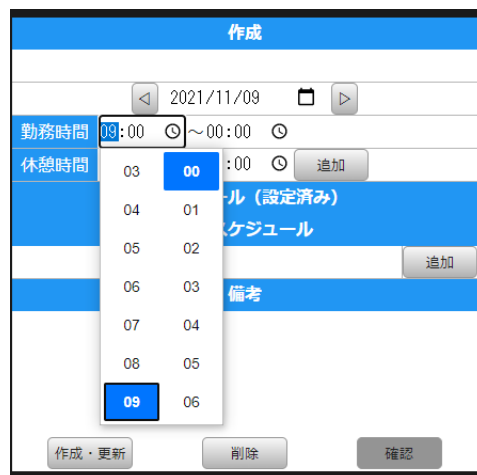 作成
2021/11/09
勤務時間 09:00 ~00:00
休憩時間 :00 追加
ル（設定済み）
スケジュール
追加
備考
03 00
04 01
05 02
06 03
07 04
08 05
09 06
作成・更新 削除 確認